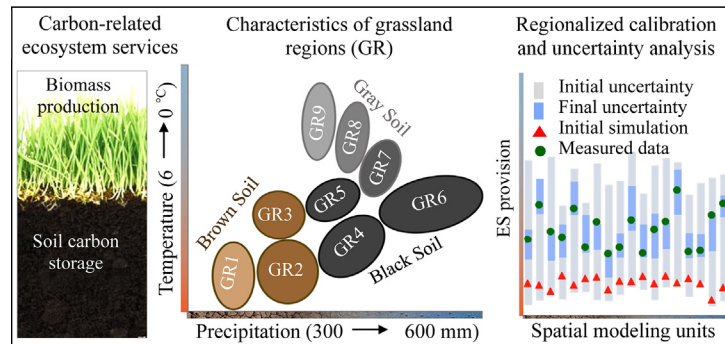 Carbon-related
ecosystem services
Biomass
production
Soil carbon
storage
Characteristics of grassland
regions (GR)
Temperature (6 → 0 ℃)
Brown Soil
Gray Soil
Black Soil
GR1
GR2
GR3
GR4
GR5
GR6
GR7
GR8
GR9
Precipitation (300 → 600 mm)
Regionalized calibration
and uncertainty analysis
Initial uncertainty
Final uncertainty
Initial simulation
Measured data
ES provision
Spatial modeling units